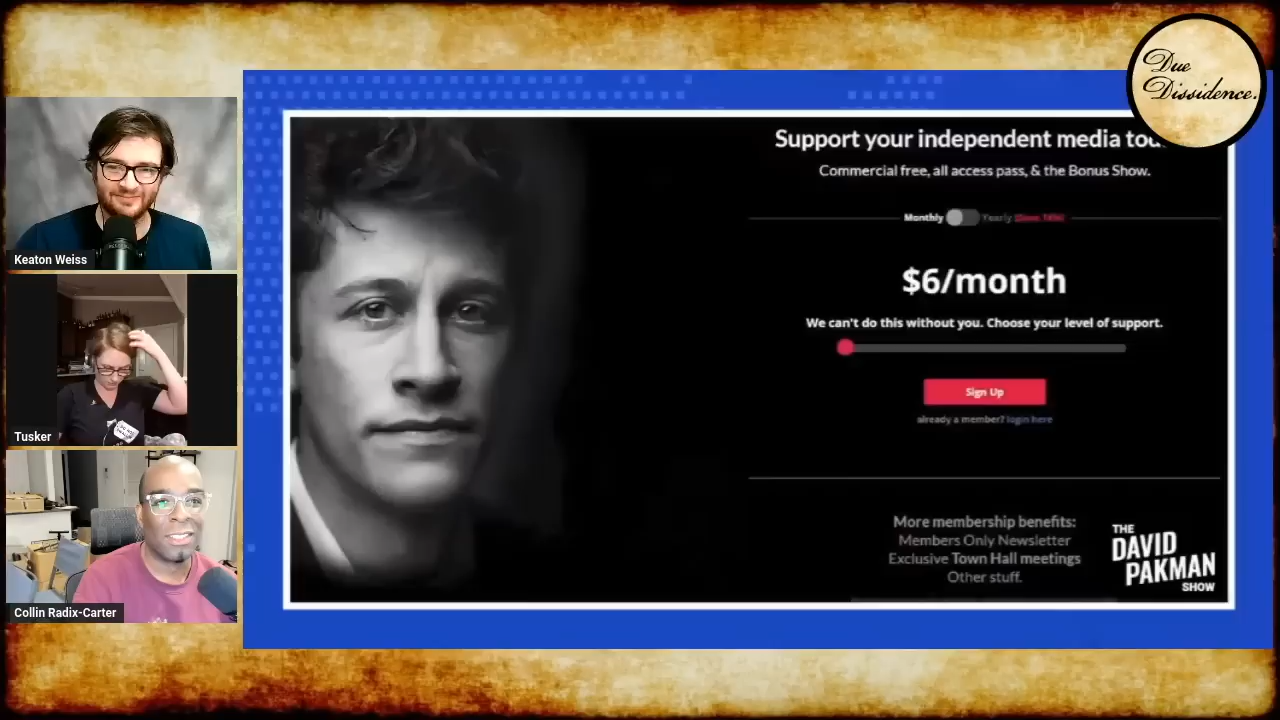 Due
Dissidence.
Support your independent media
Commercial free, all access pass, & the Bonus Show.
Monthly Yearly
$6/month
We can't do this without you. Choose your level of support.
Sign Up
already a member? login here
More membership benefits:
Members Only Newsletter
Exclusive Town Hall meetings
Other stuff.
THE
DAVID
PAKMAN
SHOW
Keaton Weiss
Tusker
Collin Radix-Carter